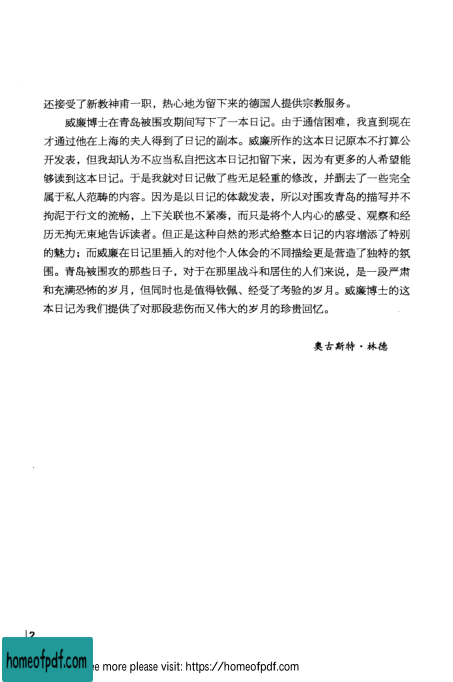 还接受了新教神甫一职，热心地为留下来的德国人提供宗教服务。
威廉博士在青岛被围攻期间写下了一本日记。由于通信困难，我直到现在
才通过他在上海的夫人得到了日记的副本。威廉所作的这本日记原本不打算公
开发表，但我却认为不应当私自把这本日记扣留下来，因为有更多的人希望能
够读到这本日记。于是我就对日记做了些无足轻重的修改，并删去了一些完全
属于私人范畴的内容。因为是以日记的体裁发表，所以对围攻青岛的描写并不
拘泥于行文的流畅，上下关联也不紧凑，而只是将个人内心的感受、观察和经
历无拘无束地告诉读者。但正是这种自然的形式给整本日记的内容增添了特别
的魅力；而威廉在日记里插入的对他个人体会的不同描绘更是营造了独特的氛
围。青岛被围攻的那些日子，对于在那里战斗和居住的人们来说，是一段严肃
和充满恐怖的岁月，但同时也是值得钦佩、经受了考验的岁月。威廉博士的这
本日记为我们提供了对那段悲伤而又伟大的岁月的珍贵回忆。
奥古斯特·林德
2
homeofpdf.com
e more please visit: https://homeofpdf.com